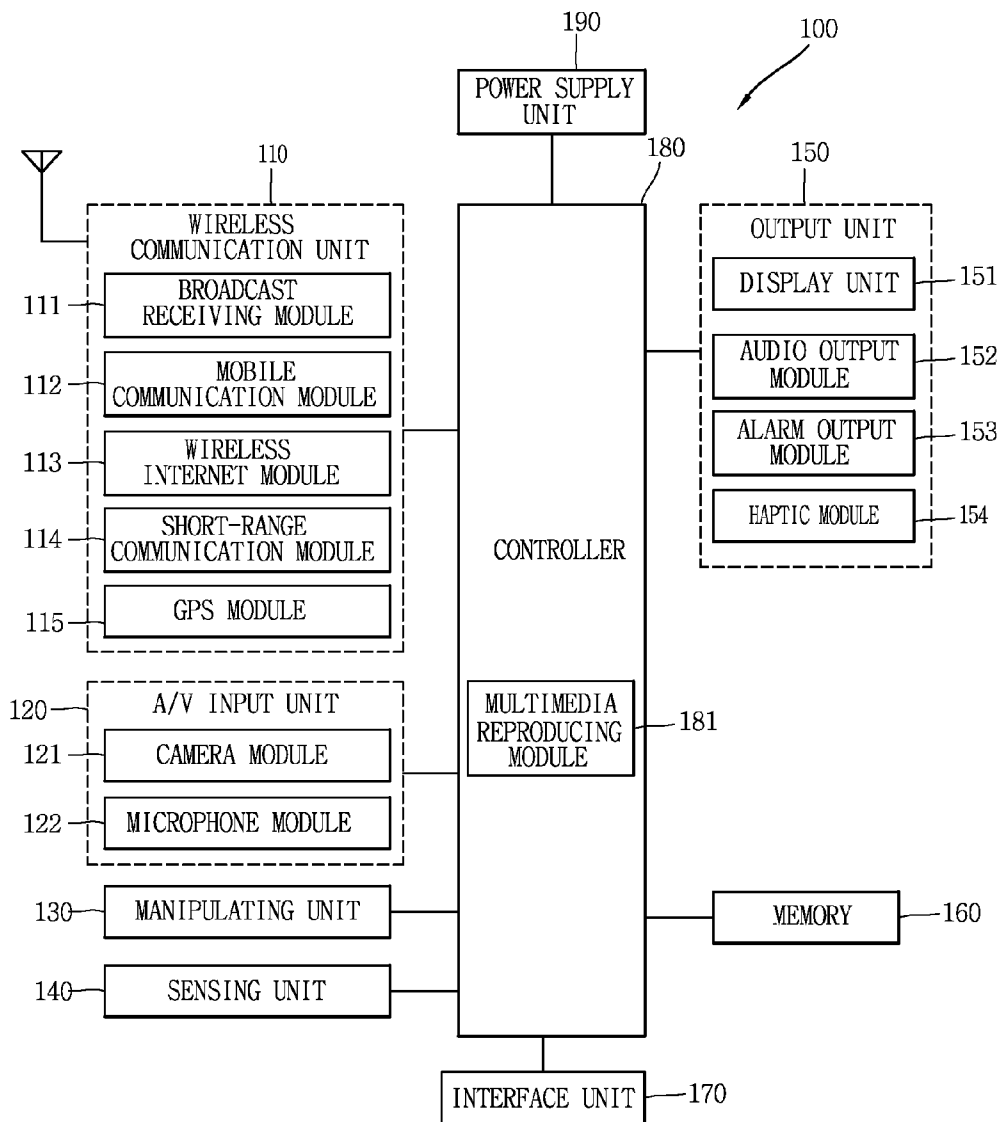 100
190
POWER SUPPLY
UNIT
180
110
WIRELESS
COMMUNICATION UNIT
111
BROADCAST
RECEIVING MODULE
112
MOBILE
COMMUNICATION MODULE
113
WIRELESS
INTERNET MODULE
114
SHORT-RANGE
COMMUNICATION MODULE
115
GPS MODULE
120
A/V INPUT UNIT
121
CAMERA MODULE
122
MICROPHONE MODULE
130
MANIPULATING UNIT
140
SENSING UNIT
CONTROLLER
MULTIMEDIA
REPRODUCING
MODULE
181
150
OUTPUT UNIT
DISPLAY UNIT
151
AUDIO OUTPUT
MODULE
152
ALARM OUTPUT
MODULE
153
HAPTIC MODULE
154
MEMORY
160
INTERFACE UNIT
170